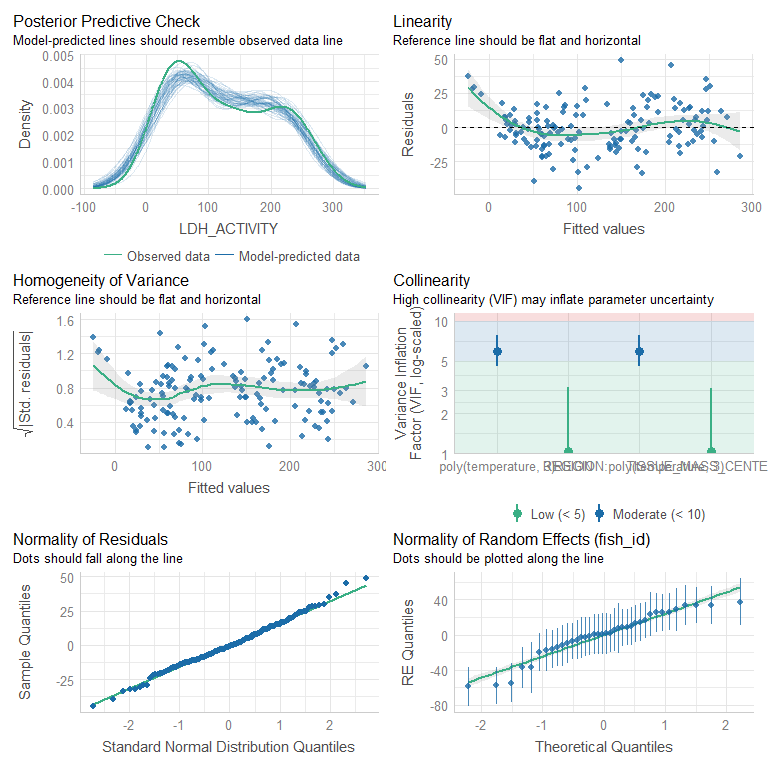 Posterior Predictive Check
Model-predicted lines should resemble observed data line
0.005
0.004
0.003
0.002
0.001
0.000
Density
-100
0
100
200
300
LDH_ACTIVITY
Observed data
Model-predicted data
Linearity
Reference line should be flat and horizontal
50
25
0
-25
Residuals
0
100
200
300
Fitted values
Homogeneity of Variance
Reference line should be flat and horizontal
1.6
1.2
0.8
0.4
√|Std. residuals|
0
100
200
300
Fitted values
Collinearity
High collinearity (VIF) may inflate parameter uncertainty
10
5
3
2
1
Variance Inflation
Factor (VIF, log-scaled)
poly(temperature,
REGION:poly(temperature, 3)
TISSUE_MASS_CENTE
Low (< 5)
Moderate (< 10)
Normality of Residuals
Dots should fall along the line
50
25
0
-25
Sample Quantiles
-2
-1
0
1
2
Standard Normal Distribution Quantiles
Normality of Random Effects (fish_id)
Dots should be plotted along the line
40
0
-40
-80
RE Quantiles
-2
-1
0
1
2
Theoretical Quantiles